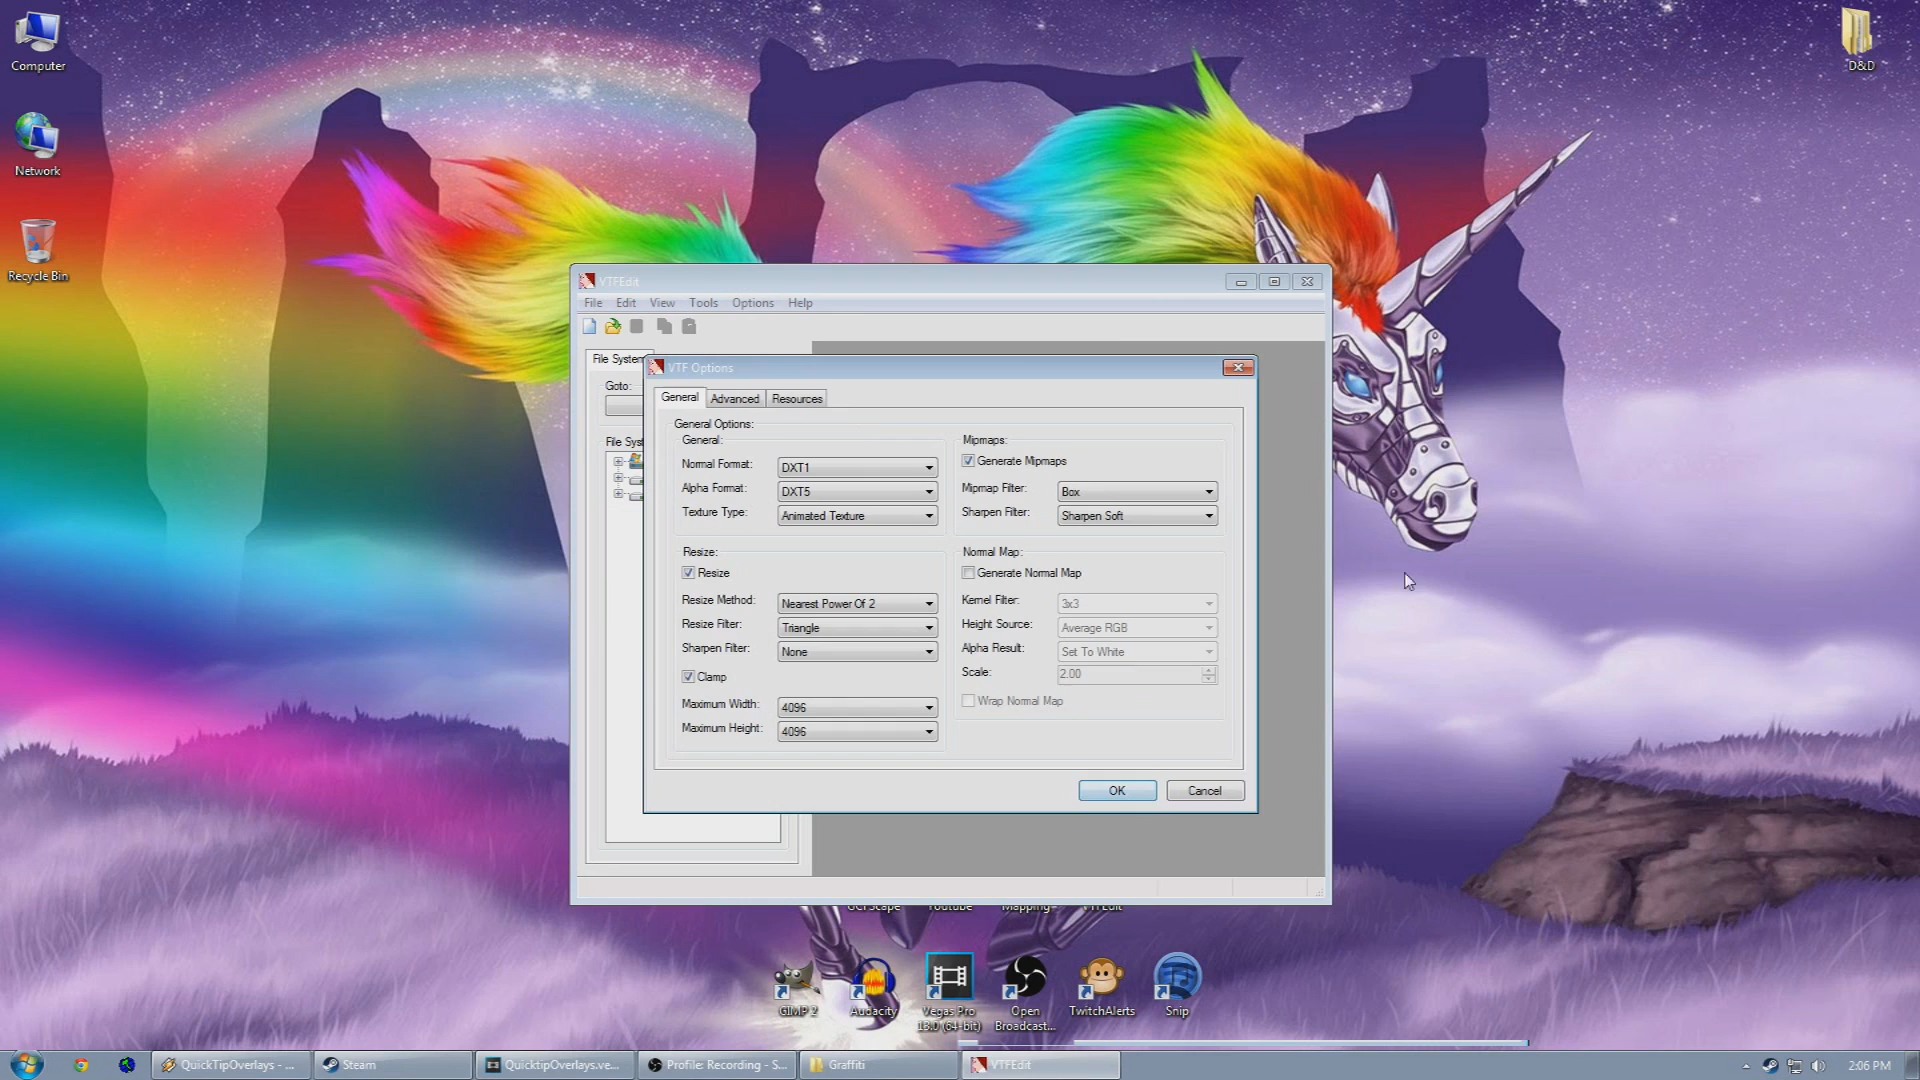 Computer
Network
Recycle Bin
D&D
VTFEdit
File Edit View Tools Options Help
File System
Goto:
File Syst
VTF Options
General Advanced Resources
General Options:
General:
Normal Format: DXT1
Alpha Format: DXT5
Texture Type: Animated Texture
Resize:
Resize
Resize Method: Nearest Power Of 2
Resize Filter: Triangle
Sharpen Filter: None
Clamp
Maximum Width: 4096
Maximum Height: 4096
Mipmaps:
Generate Mipmaps
Mipmap Filter: Box
Sharpen Filter: Sharpen Soft
Normal Map:
Generate Normal Map
Kernel Filter: 3x3
Height Source: Average RGB
Alpha Result: Set To White
Scale: 2.00
Wrap Normal Map
OK Cancel
GCFScape Youtube Mapping VTFEdit
GIMP 2
Audacity
Vegas Pro
13.0 (64-bit)
Open
Broadcast...
TwitchAlerts
Snip
QuickTipOverlays - ... Steam QuicktipOverlays.ve... Profile: Recording - S... Graffiti VTFEdit 2:06 PM